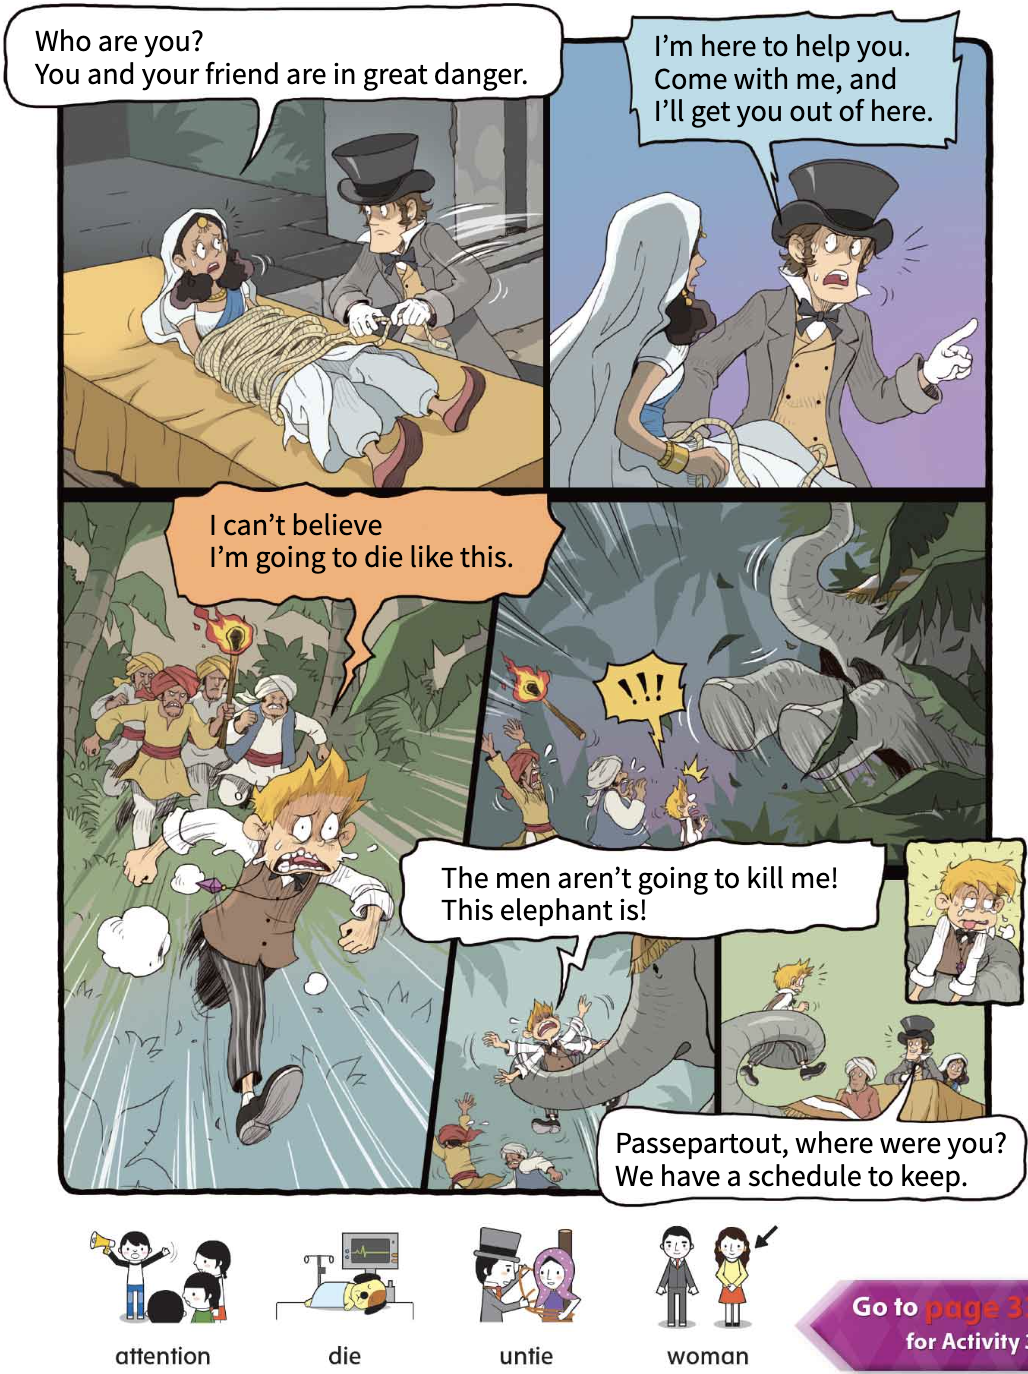 Who are you?
You and your friend are in great danger.
I'm here to help you.
Come with me, and
I'll get you out of here.
I can't believe
I'm going to die like this.
!!!
The men aren't going to kill me!
This elephant is!
Passepartout, where were you?
We have a schedule to keep.
attention
die
untie
woman
Go to page 3
for Activity